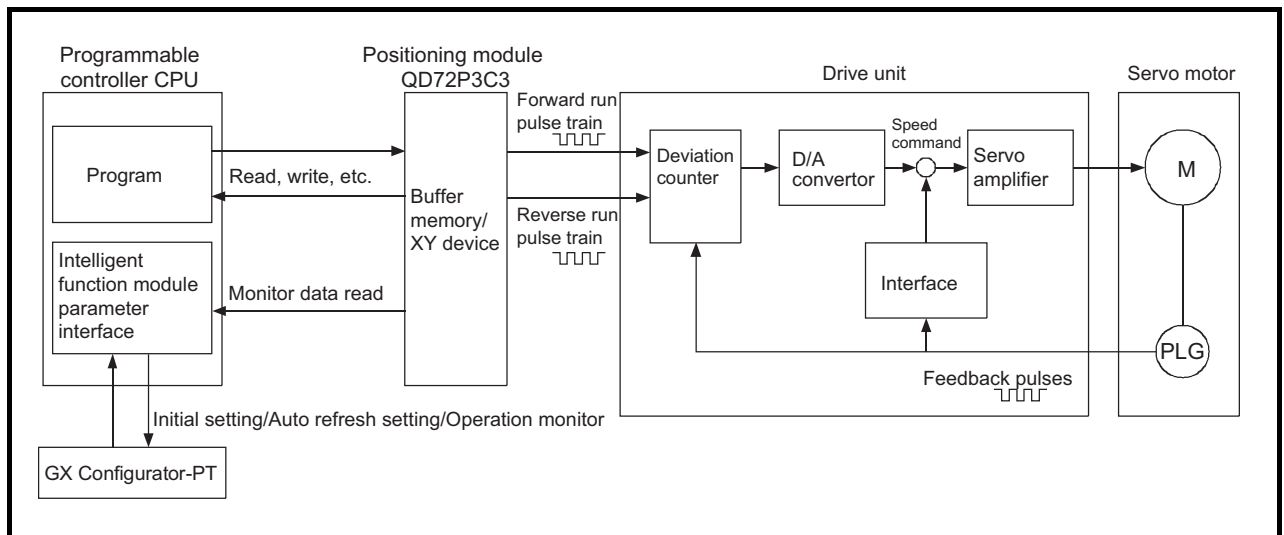 Programmable
controller CPU
Positioning module
QD72P3C3
Drive unit
Servo motor
Program
Read, write, etc.
Intelligent
function module
parameter
interface
Monitor data read
Buffer
memory/
XY device
Forward run
pulse train
Reverse run
pulse train
Deviation
counter
D/A
convertor
Speed
command
Servo
amplifier
Interface
M
PLG
Feedback pulses
Initial setting/Auto refresh setting/Operation monitor
GX Configurator-PT